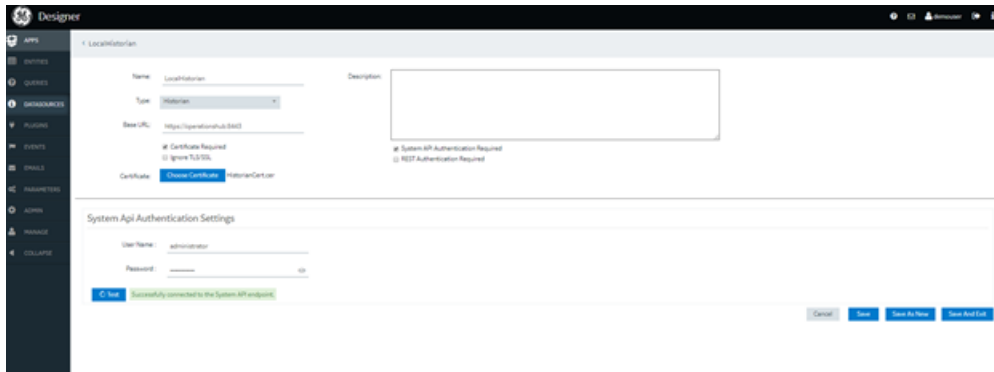 Designer
demouser
APPS
ENTITIES
QUERIES
DATASOURCES
PLUGINS
EVENTS
EMAILS
PARAMETERS
ADMIN
MANAGE
COLLAPSE
< LocalHistorian
Name: LocalHistorian
Description:
Type: Historian
Base URL: https://operationshub:8443
Certificate Required
Ignore TLS/SSL
System API Authentication Required
REST Authentication Required
Certificate: Choose Certificate HistorianCert.cer
System Api Authentication Settings
User Name: administrator
Password:
Test Successfully connected to the System API endpoint.
Cancel Save Save As New Save And Exit